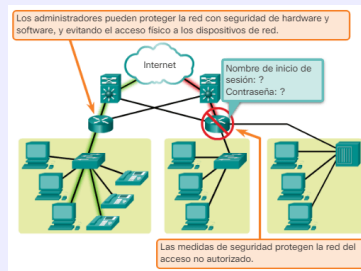 Los administradores pueden proteger la red con seguridad de hardware y
software, y evitando el acceso físico a los dispositivos de red.
Internet
Nombre de inicio de
sesión: ?
Contraseña: ?
Las medidas de seguridad protegen la red del
acceso no autorizado.